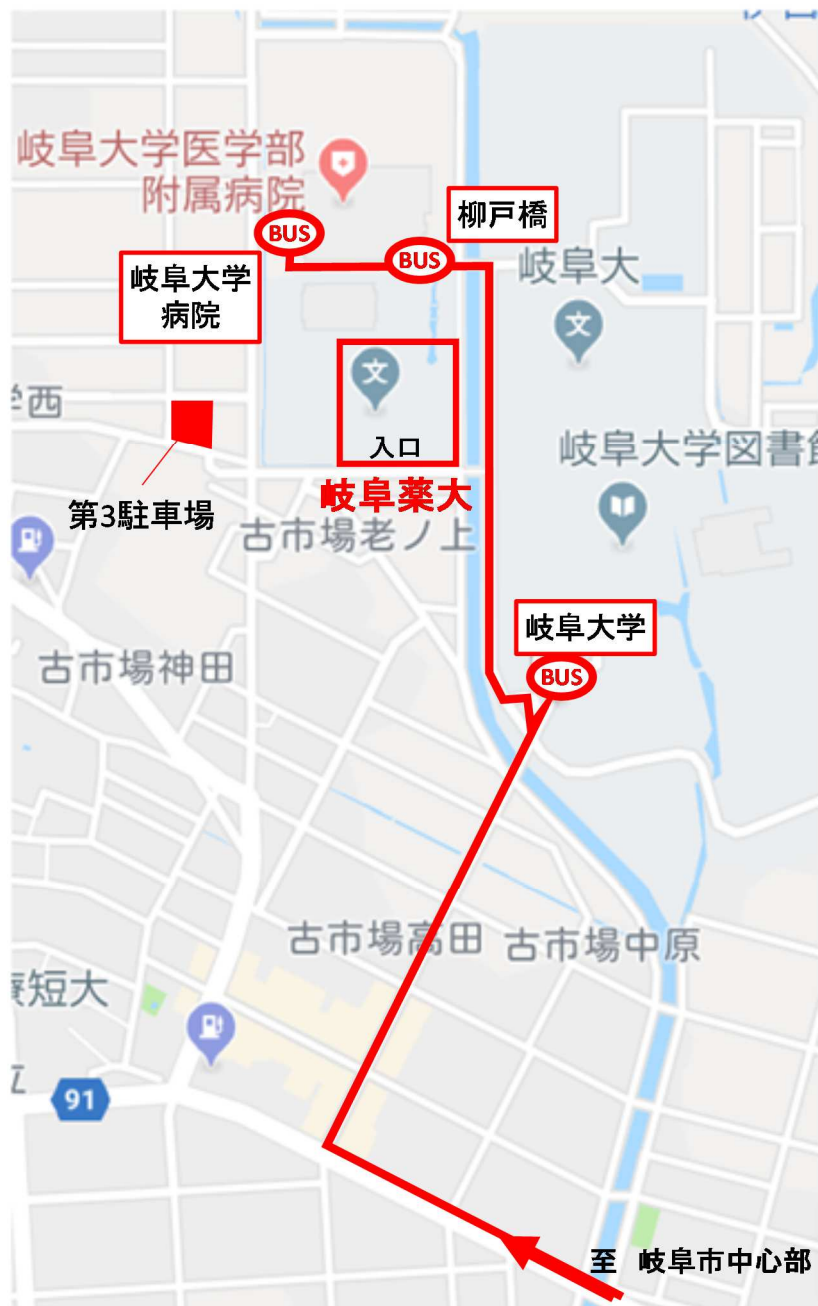 岐阜大学医学部
附属病院
柳戸橋
BUS
BUS
岐阜大学
病院
岐阜大
学西
岐阜大学図書館
入口
岐阜薬大
第3駐車場
古市場老ノ上
岐阜大学
BUS
古市場神田
古市場高田
古市場中原
療短大
91
至 岐阜市中心部